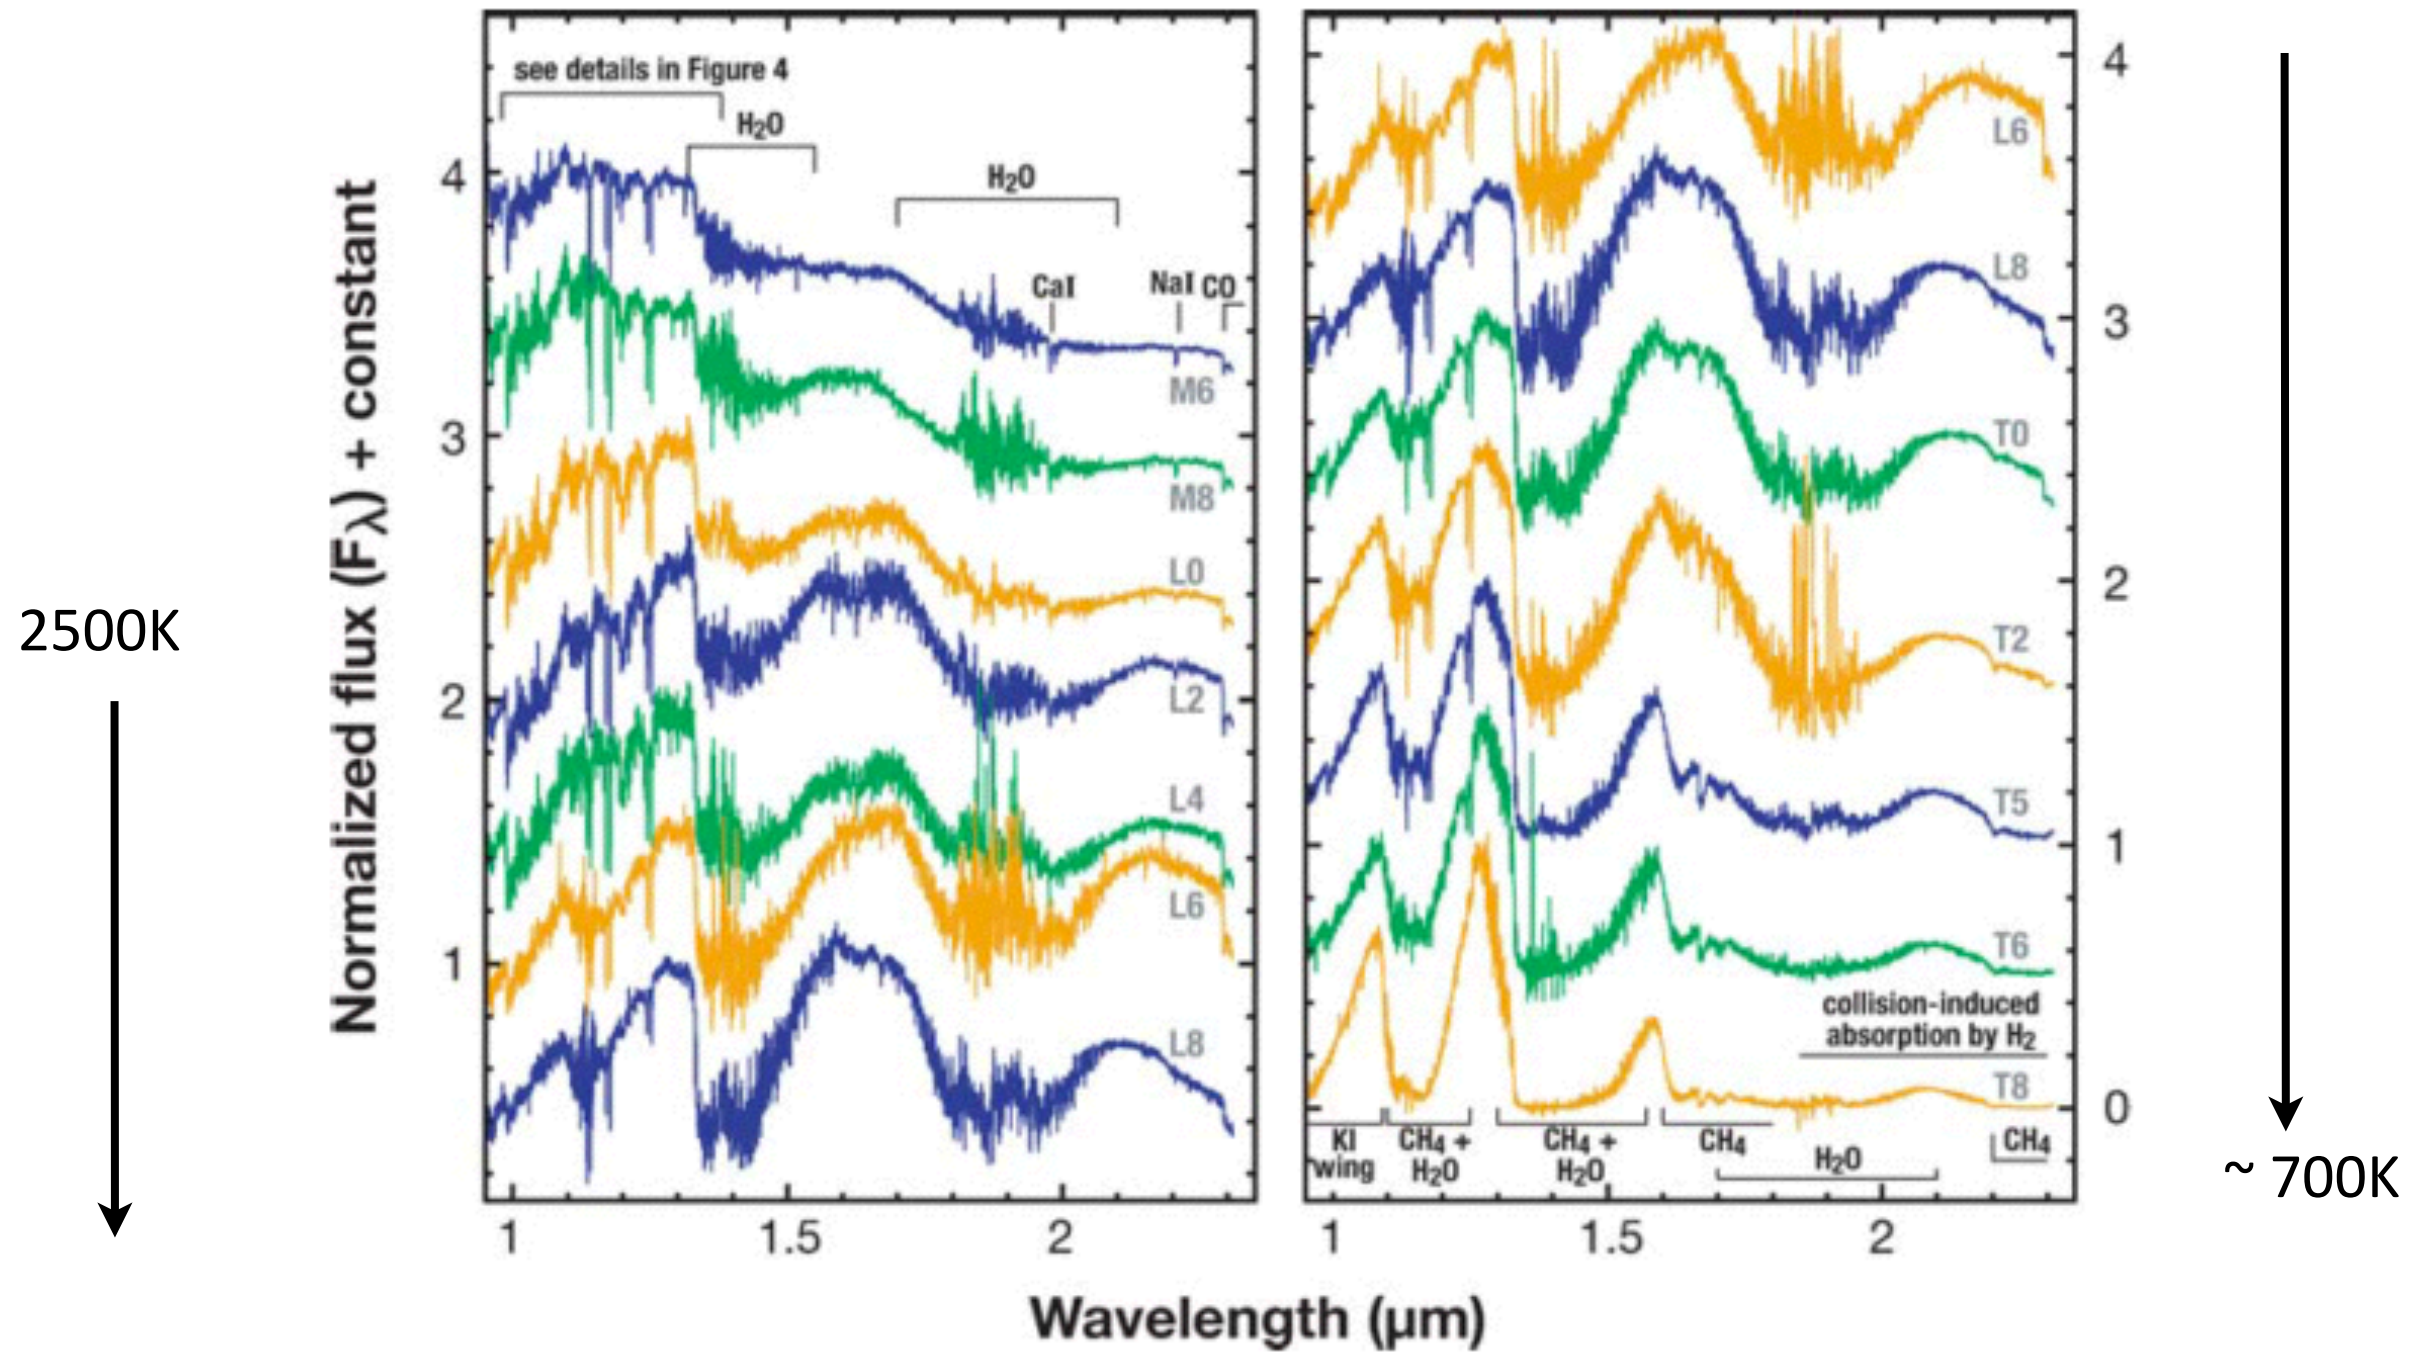 see details in Figure 4
H2O
H2O
CaI
NaI
CO
M6
M8
L0
L2
L4
L6
L8
4
3
2
1
1
1.5
2
Normalized flux (Fλ) + constant
2500K
L6
L8
T0
T2
T5
T6
collision-induced
absorption by H2
T8
KI
wing
CH4 +
H2O
CH4 +
H2O
CH4
H2O
CH4
4
3
2
1
0
1
1.5
2
~ 700K
Wavelength (µm)